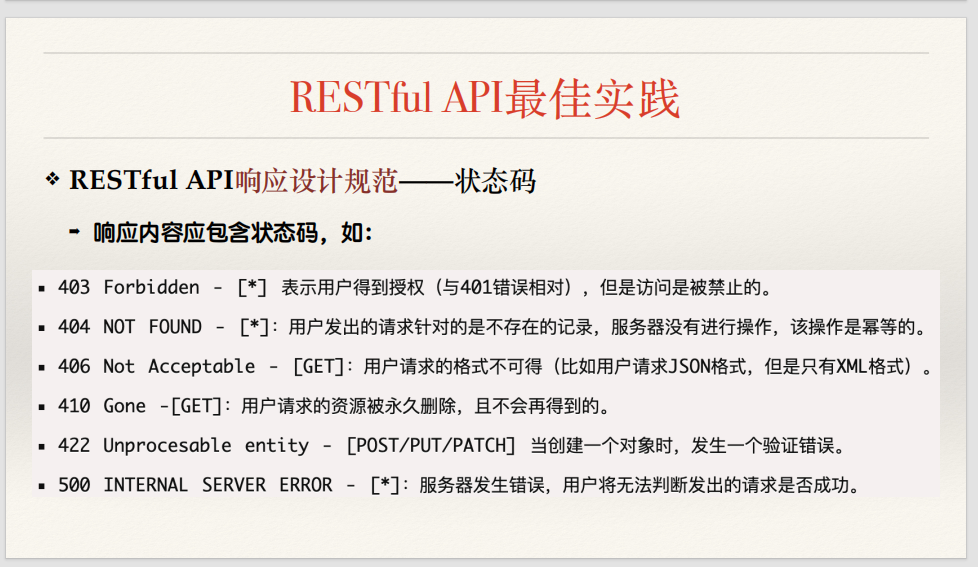 RESTful API最佳实践
❖ RESTful API响应设计规范——状态码
➡ 响应内容应包含状态码，如：
▪ 403 Forbidden - [*] 表示用户得到授权（与401错误相对），但是访问是被禁止的。
▪ 404 NOT FOUND - [*]：用户发出的请求针对的是不存在的记录，服务器没有进行操作，该操作是幂等的。
▪ 406 Not Acceptable - [GET]：用户请求的格式不可得（比如用户请求JSON格式，但是只有XML格式）。
▪ 410 Gone -[GET]：用户请求的资源被永久删除，且不会再得到的。
▪ 422 Unprocesable entity - [POST/PUT/PATCH] 当创建一个对象时，发生一个验证错误。
▪ 500 INTERNAL SERVER ERROR - [*]：服务器发生错误，用户将无法判断发出的请求是否成功。